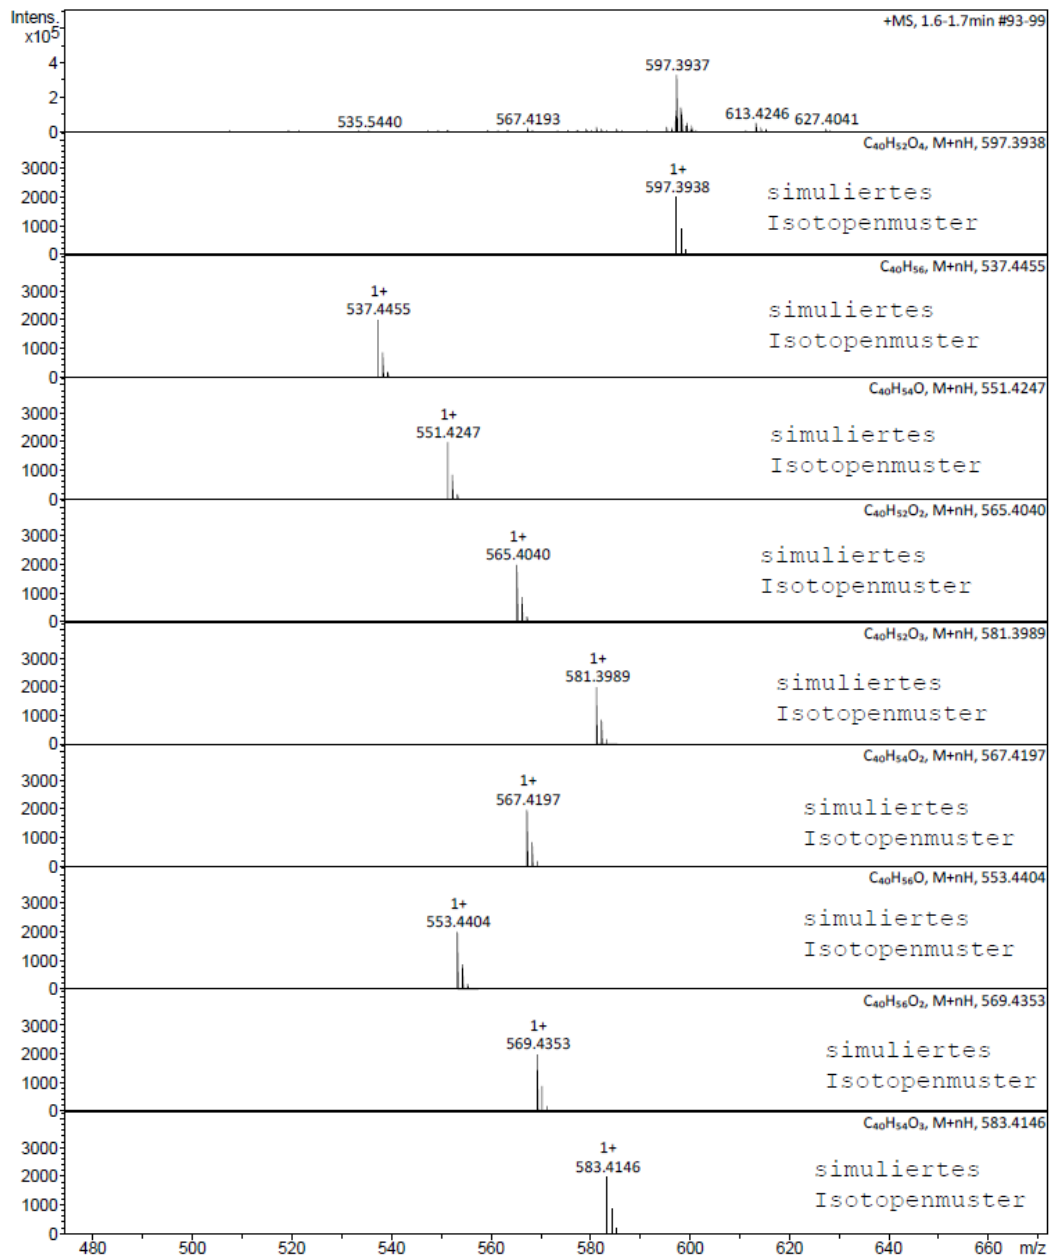 Intens.
x10⁵
+MS, 1.6-1.7min #93-99
597.3937
4
2
535.5440
567.4193
613.4246
627.4041
0
C₄₀H₅₂O₄, M+nH, 597.3938
1+
597.3938
simuliertes
Isotopenmuster
3000
2000
1000
0
C₄₀H₅₆, M+nH, 537.4455
1+
537.4455
simuliertes
Isotopenmuster
3000
2000
1000
0
C₄₀H₅₄O, M+nH, 551.4247
1+
551.4247
simuliertes
Isotopenmuster
3000
2000
1000
0
C₄₀H₅₂O₂, M+nH, 565.4040
1+
565.4040
simuliertes
Isotopenmuster
3000
2000
1000
0
C₄₀H₅₂O₃, M+nH, 581.3989
1+
581.3989
simuliertes
Isotopenmuster
3000
2000
1000
0
C₄₀H₅₄O₂, M+nH, 567.4197
1+
567.4197
simuliertes
Isotopenmuster
3000
2000
1000
0
C₄₀H₅₆O, M+nH, 553.4404
1+
553.4404
simuliertes
Isotopenmuster
3000
2000
1000
0
C₄₀H₅₆O₂, M+nH, 569.4353
1+
569.4353
simuliertes
Isotopenmuster
3000
2000
1000
0
C₄₀H₅₄O₃, M+nH, 583.4146
1+
583.4146
simuliertes
Isotopenmuster
3000
2000
1000
0
480 500 520 540 560 580 600 620 640 660 m/z